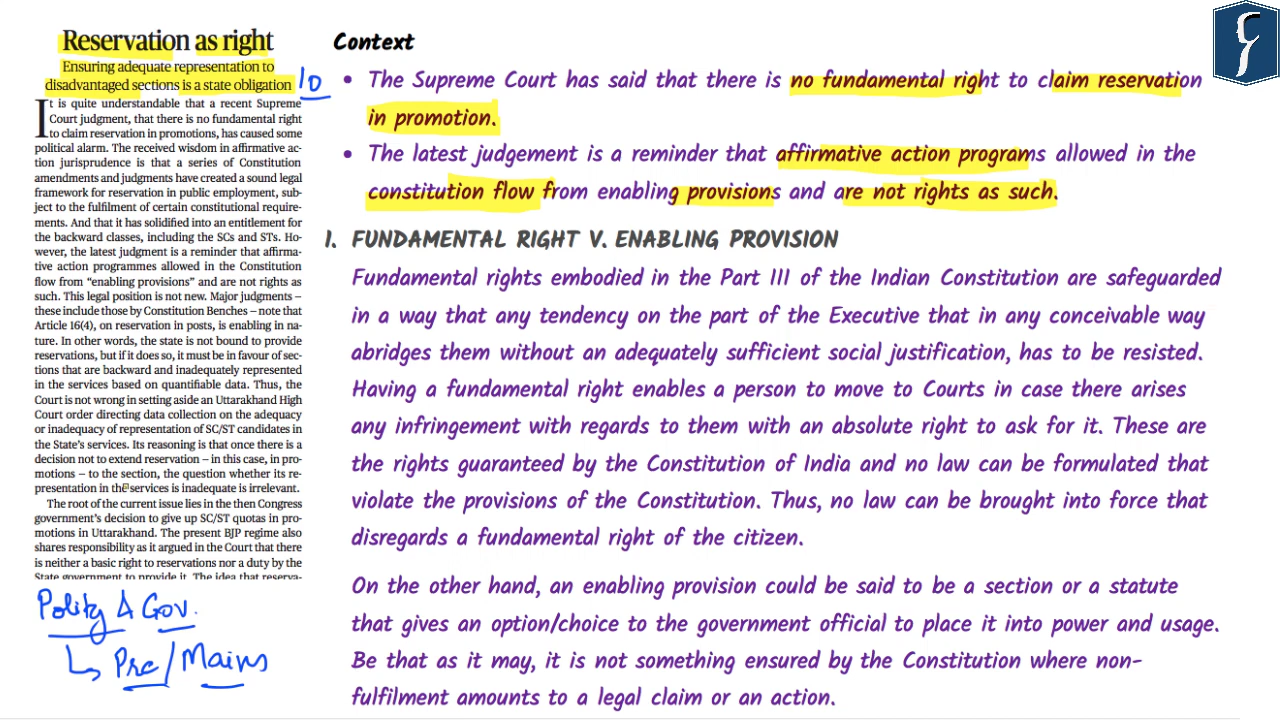 Reservation as right
Ensuring adequate representation to
disadvantaged sections is a state obligation
10
It is quite understandable that a recent Supreme
Court judgment, that there is no fundamental right
to claim reservation in promotions, has caused some
political alarm. The received wisdom in affirmative ac-
tion jurisprudence is that a series of Constitution
amendments and judgments have created a sound legal
framework for reservation in public employment, sub-
ject to the fulfilment of certain constitutional require-
ments. And that it has solidified into an entitlement for
the backward classes, including the SCs and STs. Ho-
wever, the latest judgment is a reminder that affirma-
tive action programmes allowed in the Constitution
flow from “enabling provisions” and are not rights as
such. This legal position is not new. Major judgments –
these include those by Constitution Benches – note that
Article 16(4), on reservation in posts, is enabling in na-
ture. In other words, the state is not bound to provide
reservations, but if it does so, it must be in favour of sec-
tions that are backward and inadequately represented
in the services based on quantifiable data. Thus, the
Court is not wrong in setting aside an Uttarakhand High
Court order directing data collection on the adequacy
or inadequacy of representation of SC/ST candidates in
the State’s services. Its reasoning is that once there is a
decision not to extend reservation – in this case, in pro-
motions – to the section, the question whether its re-
presentation in the services is inadequate is irrelevant.
The root of the current issue lies in the then Congress
government’s decision to give up SC/ST quotas in pro-
motions in Uttarakhand. The present BJP regime also
shares responsibility as it argued in the Court that there
is neither a basic right to reservations nor a duty by the
State government to provide it. The idea that reserva-
Polity & Gov.
Pre/Mains
Context
• The Supreme Court has said that there is no fundamental right to claim reservation
in promotion.
• The latest judgement is a reminder that affirmative action programs allowed in the
constitution flow from enabling provisions and are not rights as such.
1. FUNDAMENTAL RIGHT V. ENABLING PROVISION
Fundamental rights embodied in the Part III of the Indian Constitution are safeguarded
in a way that any tendency on the part of the Executive that in any conceivable way
abridges them without an adequately sufficient social justification, has to be resisted.
Having a fundamental right enables a person to move to Courts in case there arises
any infringement with regards to them with an absolute right to ask for it. These are
the rights guaranteed by the Constitution of India and no law can be formulated that
violate the provisions of the Constitution. Thus, no law can be brought into force that
disregards a fundamental right of the citizen.
On the other hand, an enabling provision could be said to be a section or a statute
that gives an option/choice to the government official to place it into power and usage.
Be that as it may, it is not something ensured by the Constitution where non-
fulfilment amounts to a legal claim or an action.